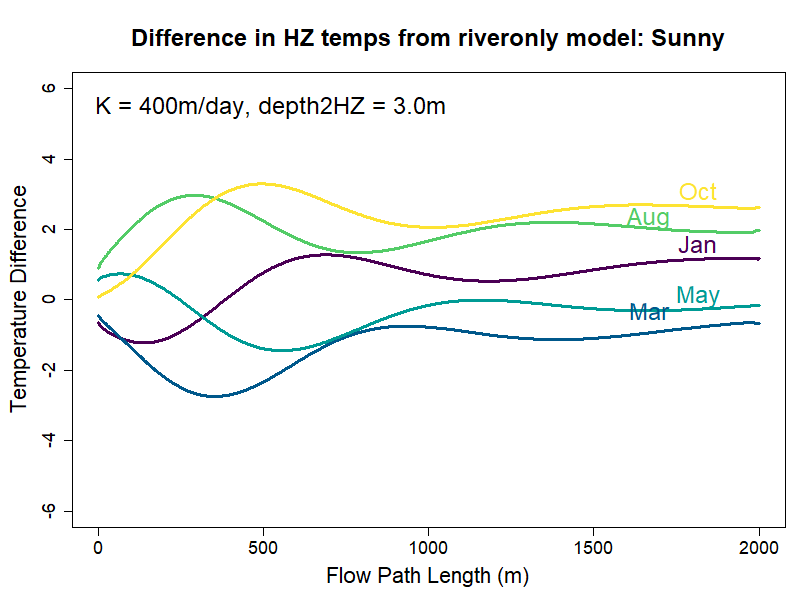 Difference in HZ temps from riveronly model: Sunny
K = 400m/day, depth2HZ = 3.0m
Temperature Difference
6
4
2
0
-2
-4
-6
Oct
Aug
Jan
May
Mar
0 500 1000 1500 2000
Flow Path Length (m)